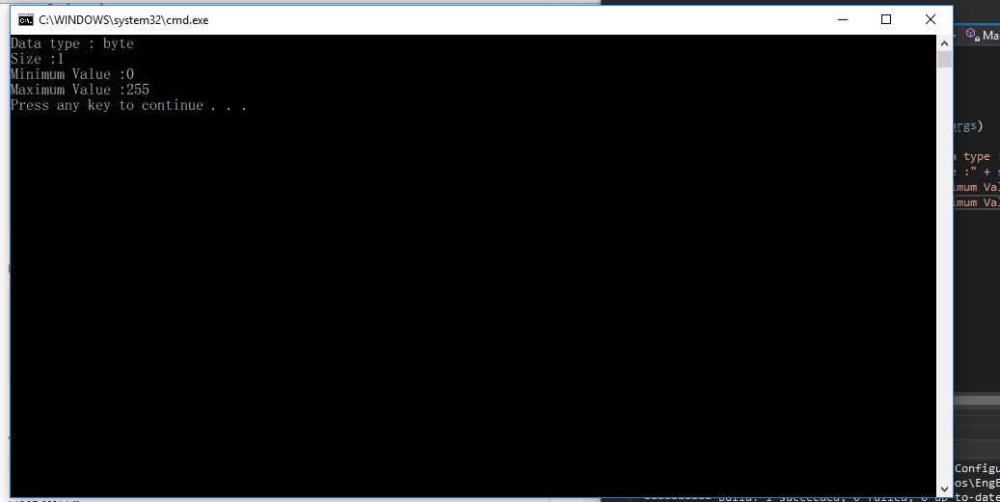 C:\WINDOWS\system32\cmd.exe
Data type : byte
Size :1
Minimum Value :0
Maximum Value :255
Press any key to continue . . .
Ma
args)
a type :
e :" + s
imum Val
imum Val
Configu
os\EngE
Build: 1 succeeded, 0 failed, 0 up-to-date